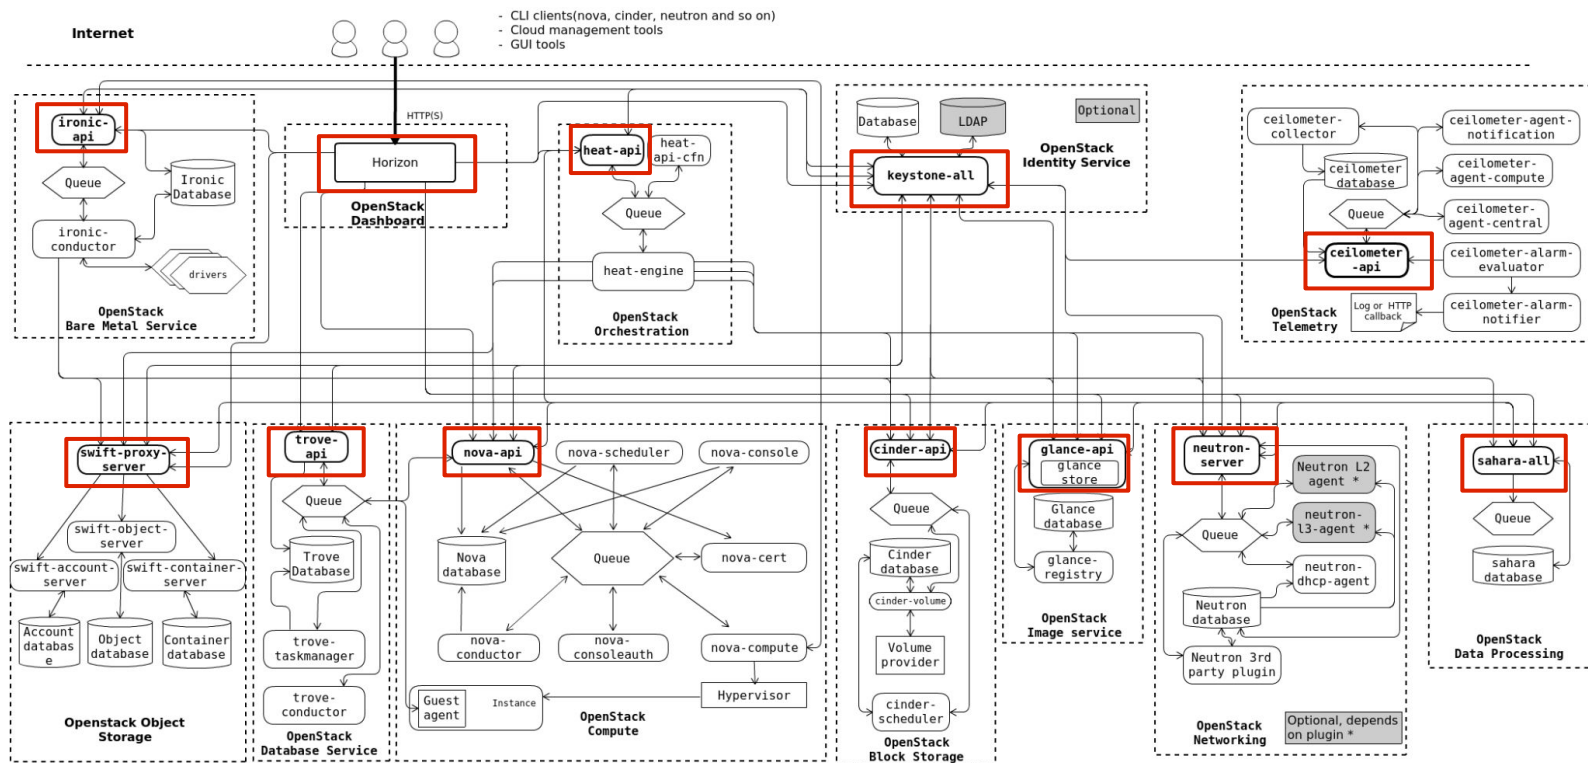 Internet
- CLI clients(nova, cinder, neutron and so on)
- Cloud management tools
- GUI tools
HTTP(S)
ironic-
api
Queue
Ironic
Database
ironic-
conductor
drivers
OpenStack
Bare Metal Service
Horizon
OpenStack
Dashboard
heat-api
heat-
api-cfn
Queue
heat-engine
OpenStack
Orchestration
Database
LDAP
Optional
keystone-all
OpenStack
Identity Service
ceilometer-
collector
ceilometer-agent-
notification
ceilometer
database
ceilometer-
agent-compute
Queue
ceilometer-
agent-central
ceilometer
-api
ceilometer-alarm-
evaluator
Log or HTTP
callback
ceilometer-alarm-
notifier
OpenStack
Telemetry
swift-proxy-
server
swift-object-
server
swift-account-
server
swift-container-
server
Account
databas
e
Object
database
Container
database
Openstack Object
Storage
trove-
api
Queue
Trove
Database
trove-
taskmanager
trove-
conductor
OpenStack
Database Service
nova-api
nova-scheduler
nova-console
Nova
database
Queue
nova-cert
nova-
conductor
nova-
consoleauth
nova-compute
Guest
agent
Instance
Hypervisor
OpenStack
Compute
cinder-api
Queue
Cinder
database
cinder-volume
Volume
provider
cinder-
scheduler
OpenStack
Block Storage
glance-api
glance
store
Glance
database
glance-
registry
OpenStack
Image service
neutron-
server
Neutron L2
agent *
Queue
neutron-
l3-agent *
neutron-
dhcp-agent
Neutron
database
Neutron 3rd
party plugin
OpenStack
Networking
Optional, depends
on plugin *
sahara-all
Queue
sahara
database
OpenStack
Data Processing